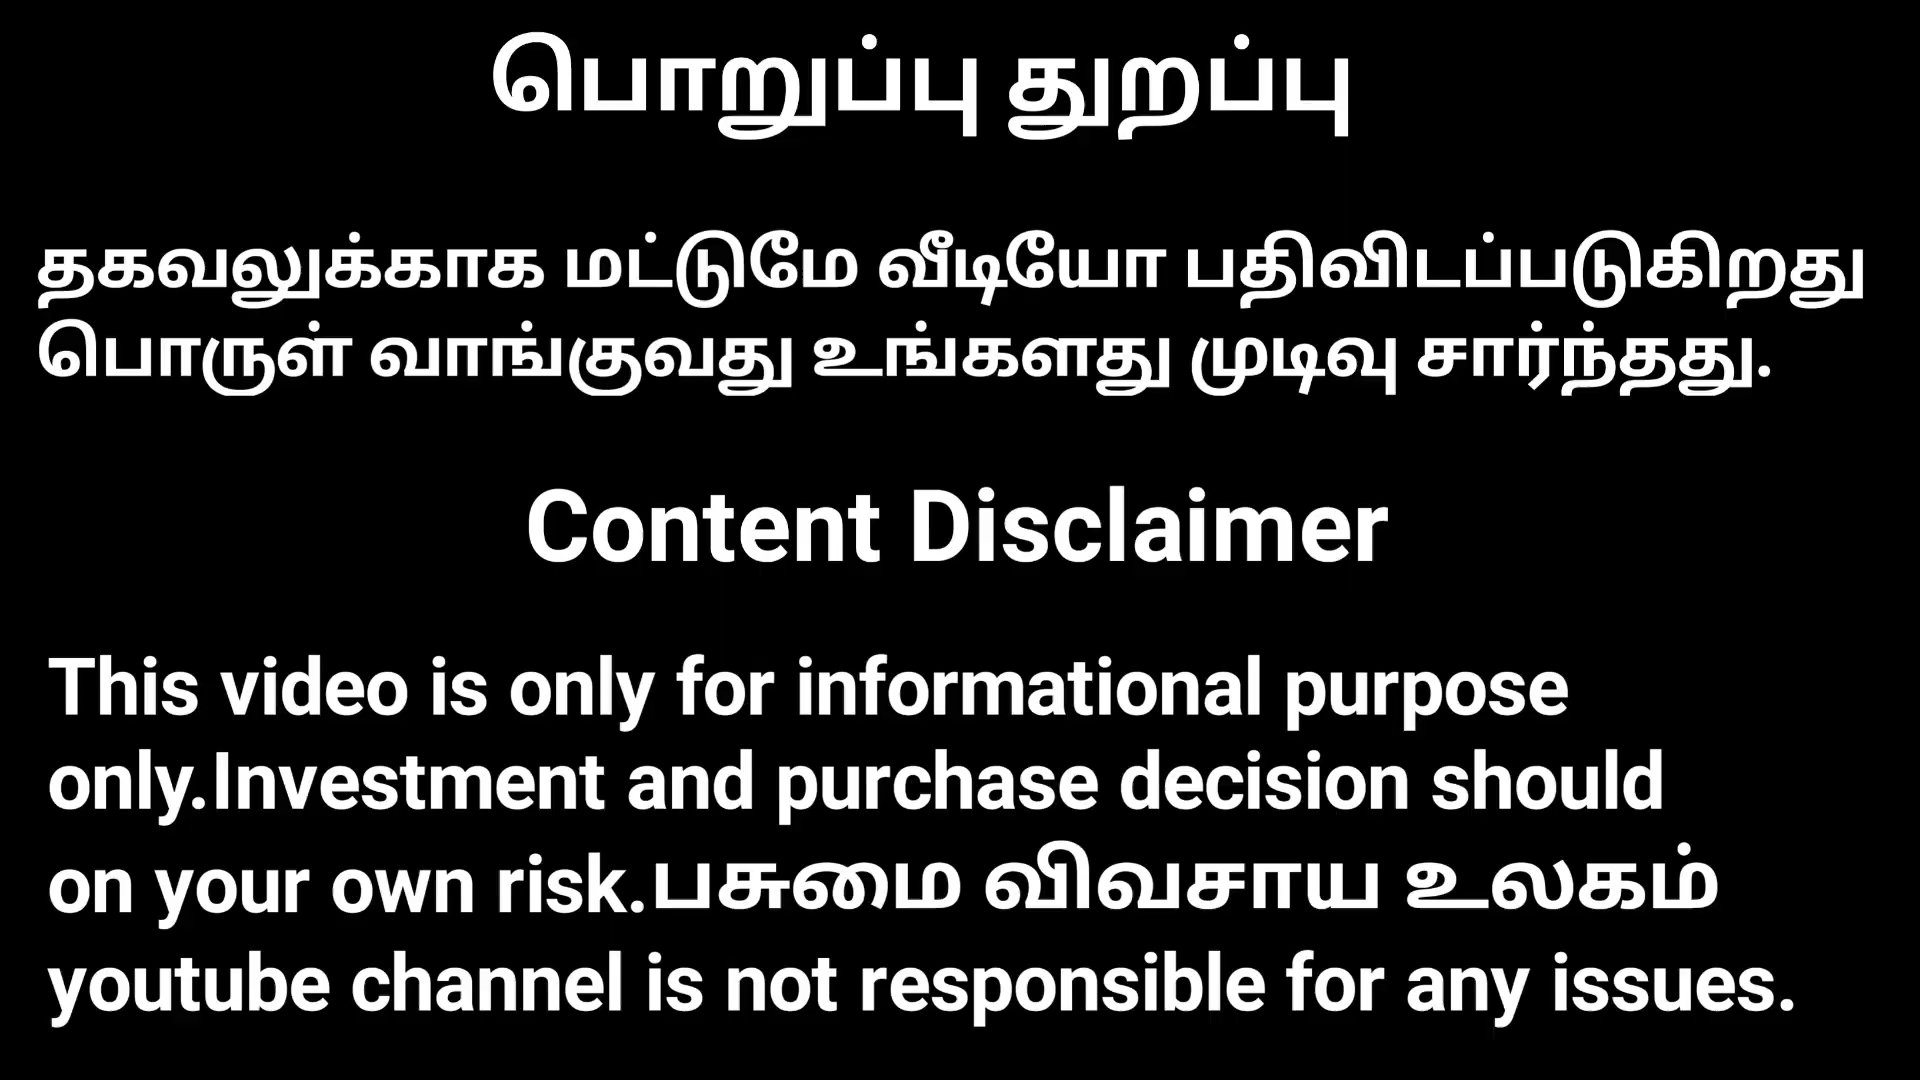 பொறுப்பு துறப்பு
தகவலுக்காக மட்டுமே வீடியோ பதிவிடப்படுகிறது
பொருள் வாங்குவது உங்களது முடிவு சார்ந்தது.
Content Disclaimer
This video is only for informational purpose
only.Investment and purchase decision should
on your own risk.பசுமை விவசாய உலகம்
youtube channel is not responsible for any issues.